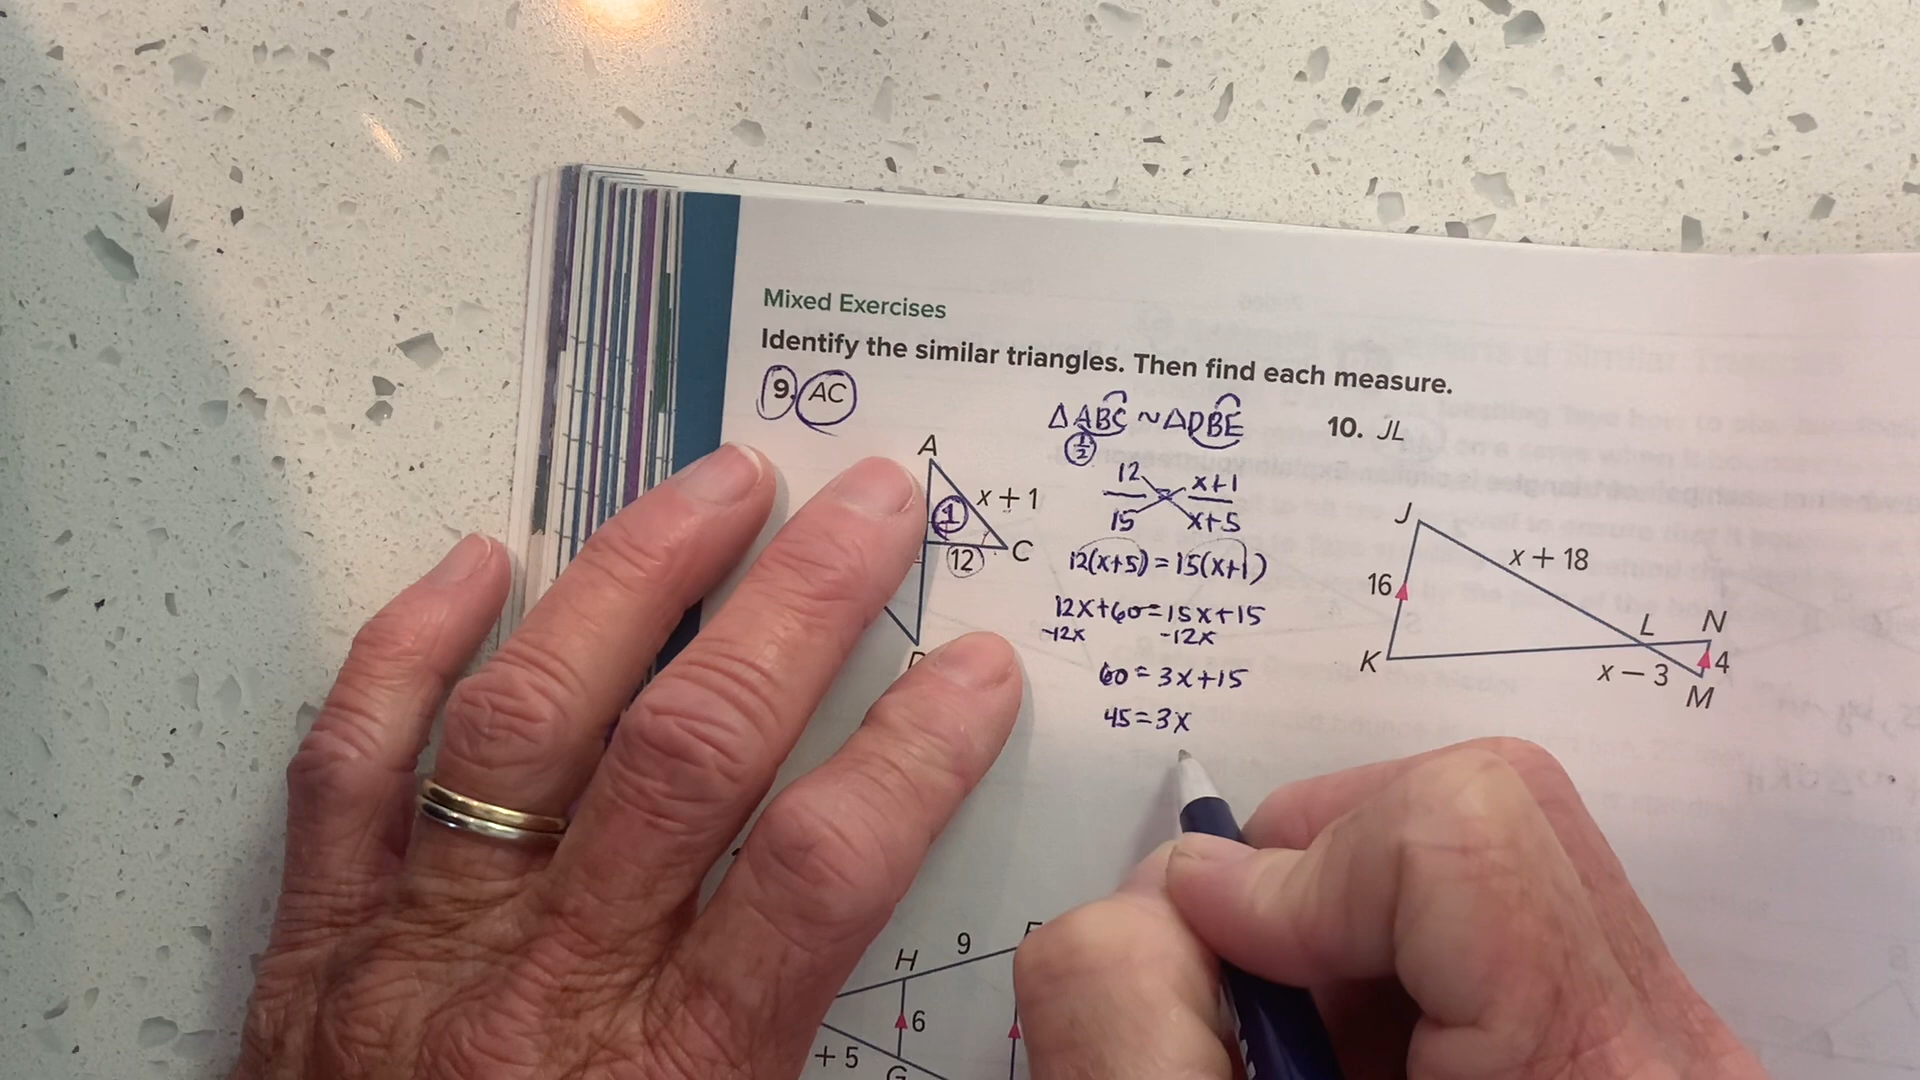 Mixed Exercises
Identify the similar triangles. Then find each measure.
9. AC
△ABC ~ △DBE
1/2
12/15 = x+1/x+5
12(x+5) = 15(x+1)
12x+60=15x+15
-12x -12x
60 = 3x+15
45=3x
A
x + 1
1
12
C
10. JL
J
x + 18
16
L
N
K
x − 3
4
M
H
9
6
+ 5
G